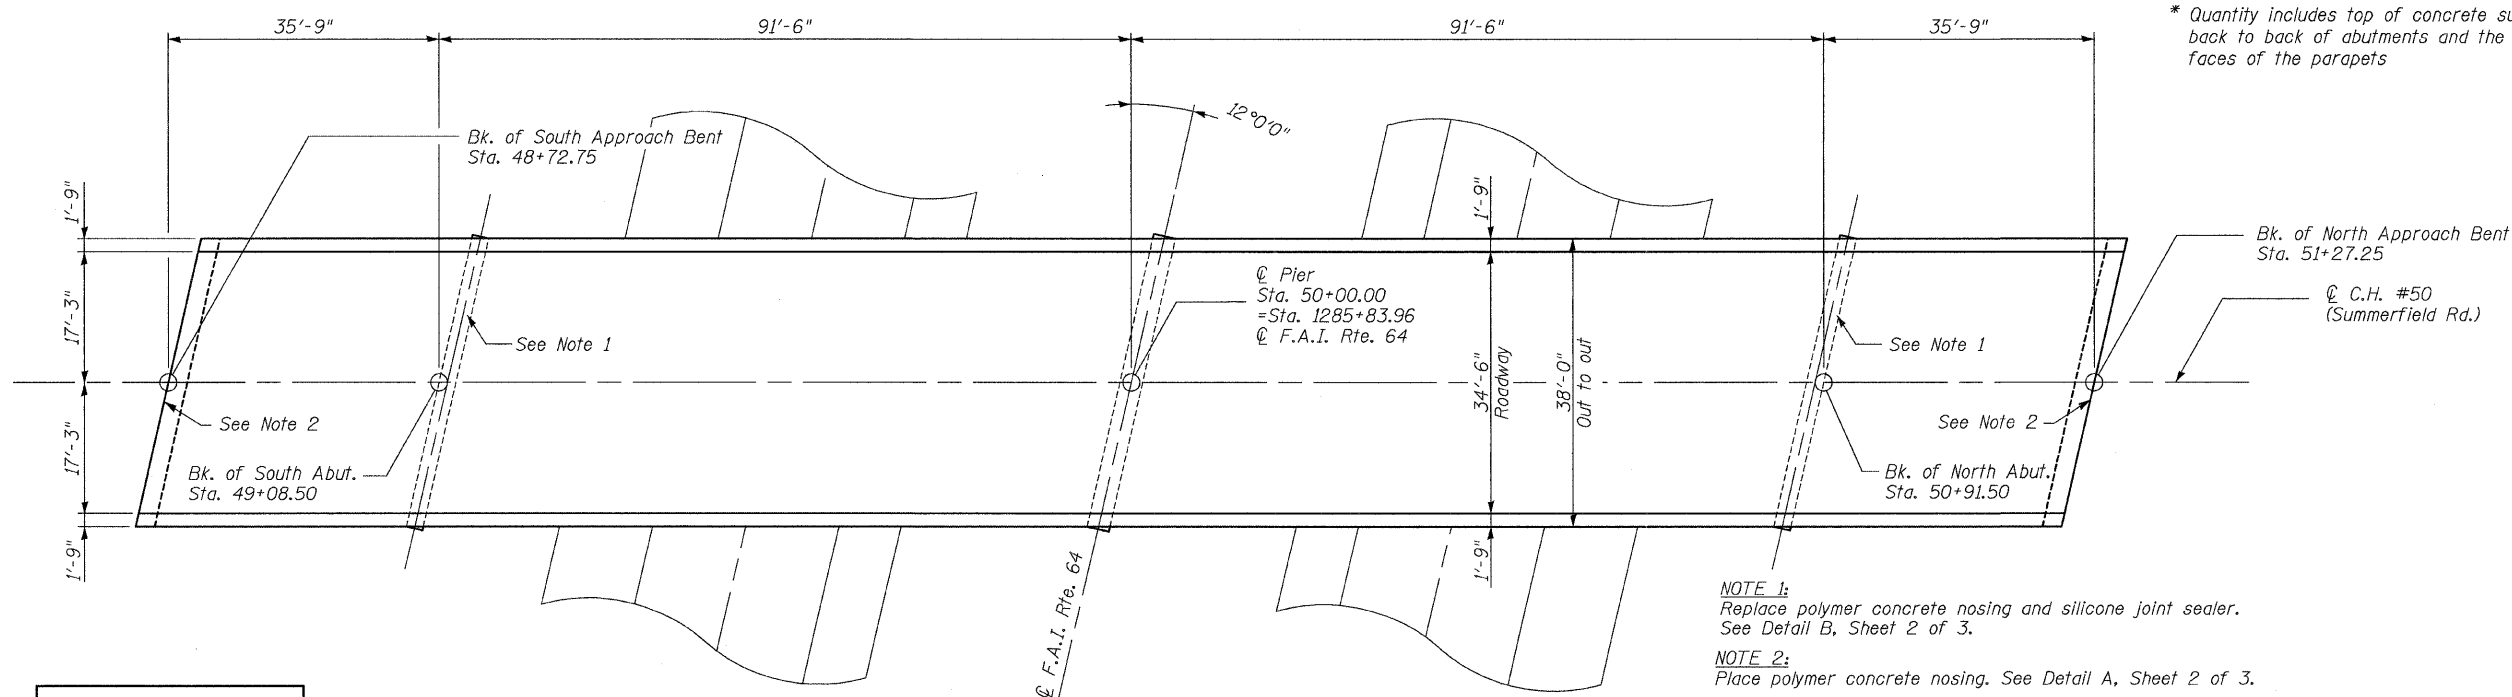 35'-9"
91'-6"
91'-6"
35'-9"
* Quantity includes top of concrete
back to back of abutments and the
faces of the parapets
12°0'0"
Bk. of South Approach Bent
Sta. 48+72.75
1'-9"
1'-9"
Bk. of North Approach Bent
Sta. 51+27.25
℄ Pier
Sta. 50+00.00
=Sta. 1285+83.96
℄ F.A.I. Rte. 64
℄ C.H. #50
(Summerfield Rd.)
17'-3"
See Note 1
See Note 1
34'-6"
Roadway
38'-0"
Out to out
See Note 2
See Note 2
17'-3"
Bk. of South Abut.
Sta. 49+08.50
Bk. of North Abut.
Sta. 50+91.50
1'-9"
1'-9"
℄ F.A.I. Rte. 64
NOTE 1:
Replace polymer concrete nosing and silicone joint sealer.
See Detail B, Sheet 2 of 3.
NOTE 2:
Place polymer concrete nosing. See Detail A, Sheet 2 of 3.